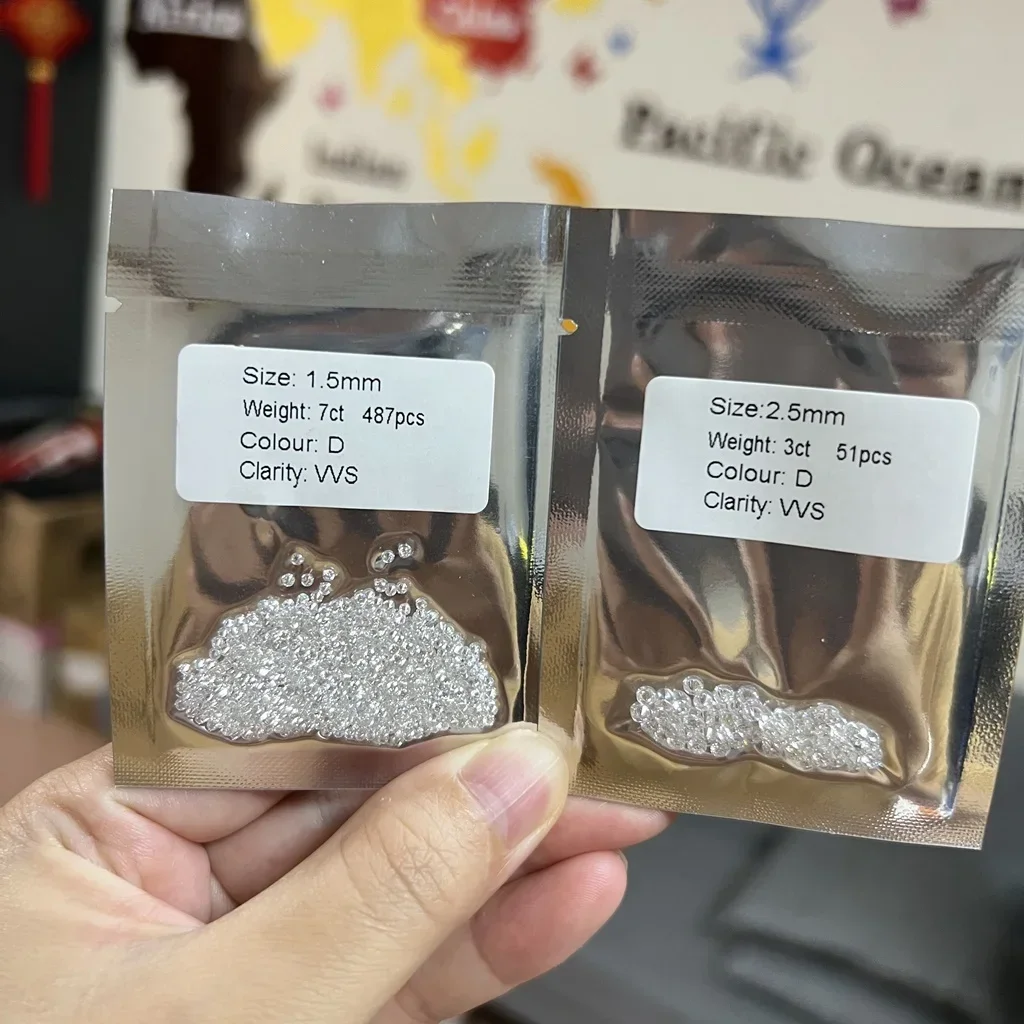 Pacific Ocean
Size: 1.5mm
Weight: 7ct 487pcs
Colour: D
Clarity: VVS
Size:2.5mm
Weight: 3ct 51pcs
Colour: D
Clarity: VVS